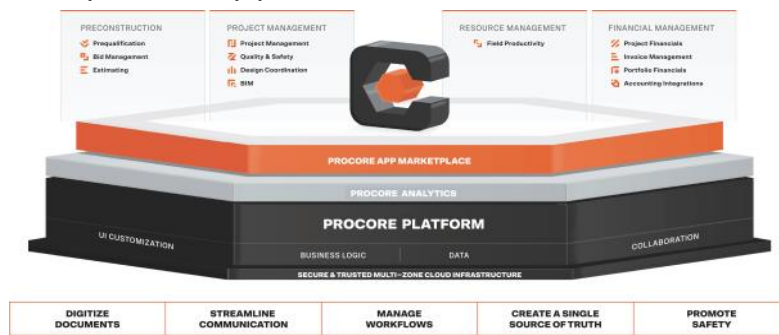 PRECONSTRUCTION
Prequalification
Bid Management
Estimating
PROJECT MANAGEMENT
Project Management
Quality & Safety
Design Coordination
BIM
RESOURCE MANAGEMENT
Field Productivity
FINANCIAL MANAGEMENT
Project Financials
Invoice Management
Portfolio Financials
Accounting Integrations
PROCORE APP MARKETPLACE
PROCORE ANALYTICS
PROCORE PLATFORM
UI CUSTOMIZATION
BUSINESS LOGIC
DATA
COLLABORATION
SECURE & TRUSTED MULTI-ZONE CLOUD INFRASTRUCTURE
DIGITIZE
DOCUMENTS
STREAMLINE
COMMUNICATION
MANAGE
WORKFLOWS
CREATE A SINGLE
SOURCE OF TRUTH
PROMOTE
SAFETY